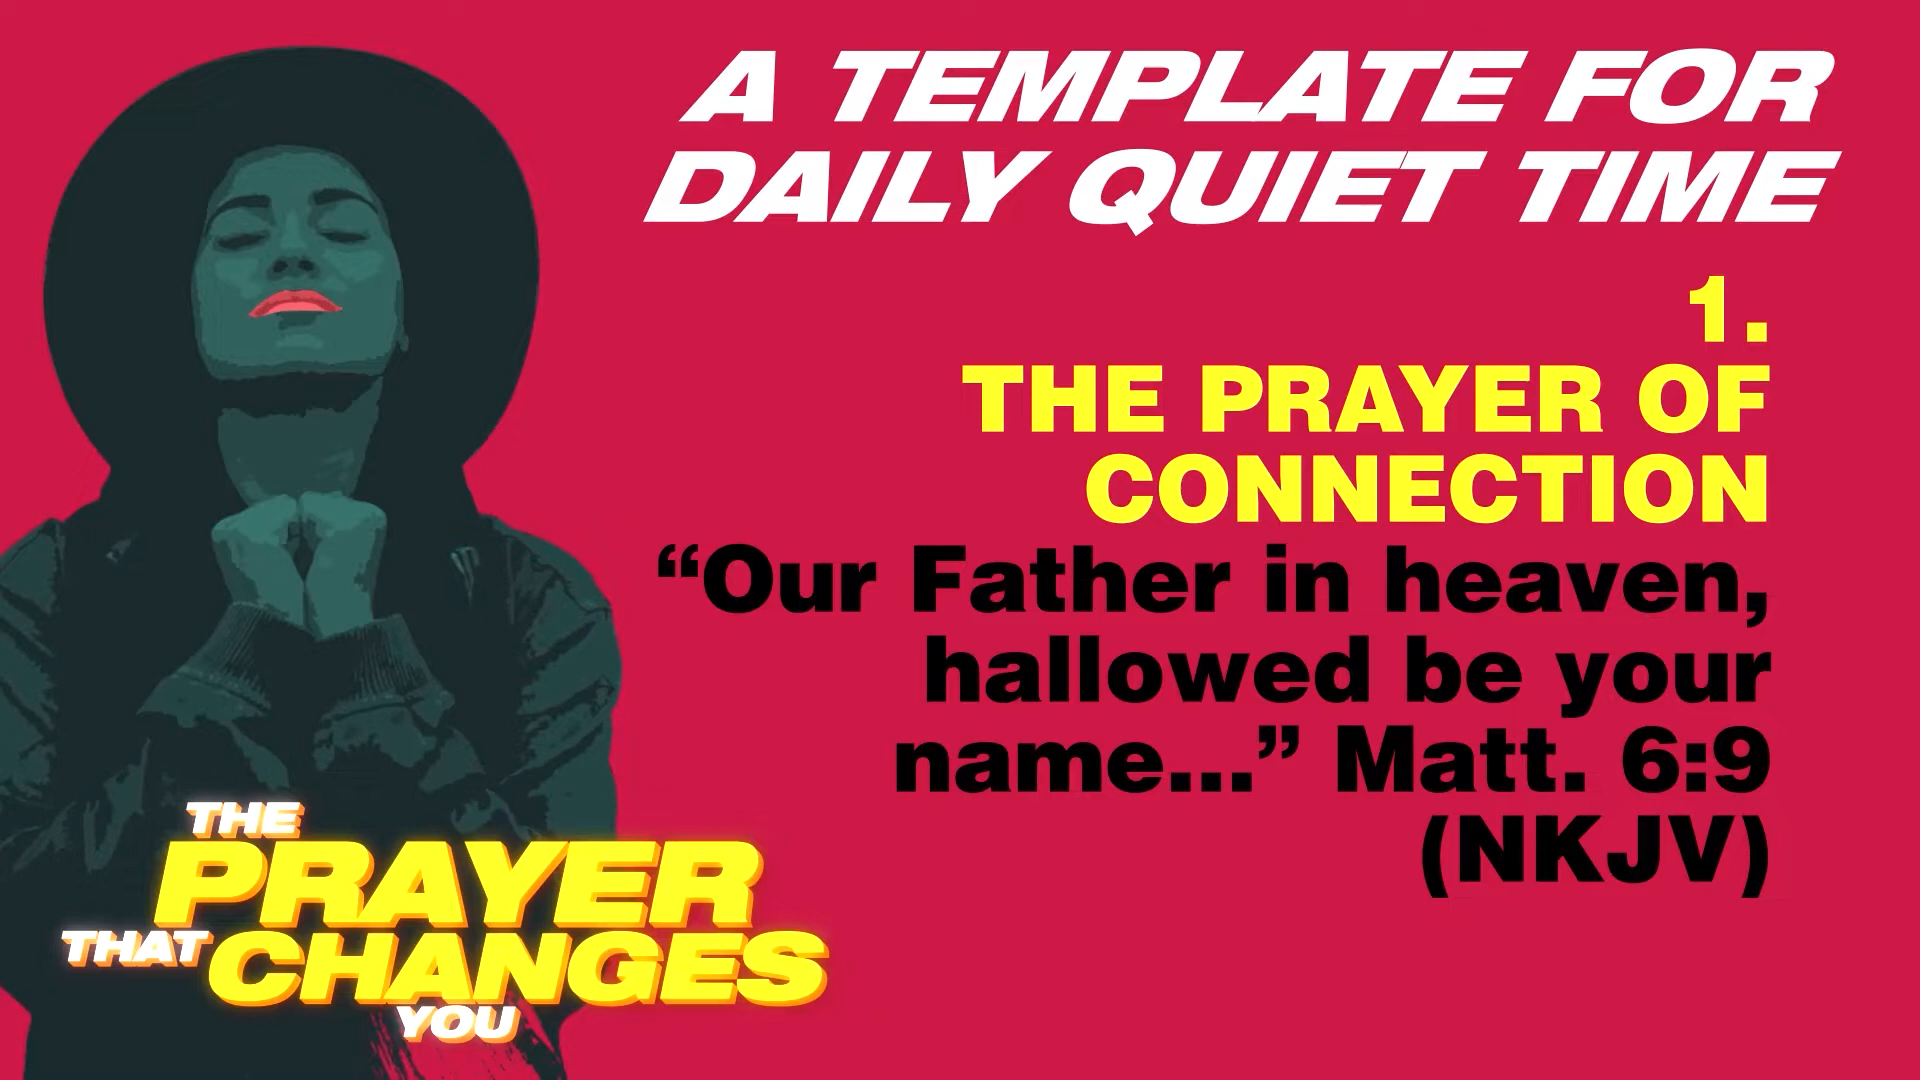 A TEMPLATE FOR
DAILY QUIET TIME
1.
THE PRAYER OF
CONNECTION
“Our Father in heaven,
hallowed be your
name...” Matt. 6:9
(NKJV)
THE
PRAYER
THAT CHANGES
YOU